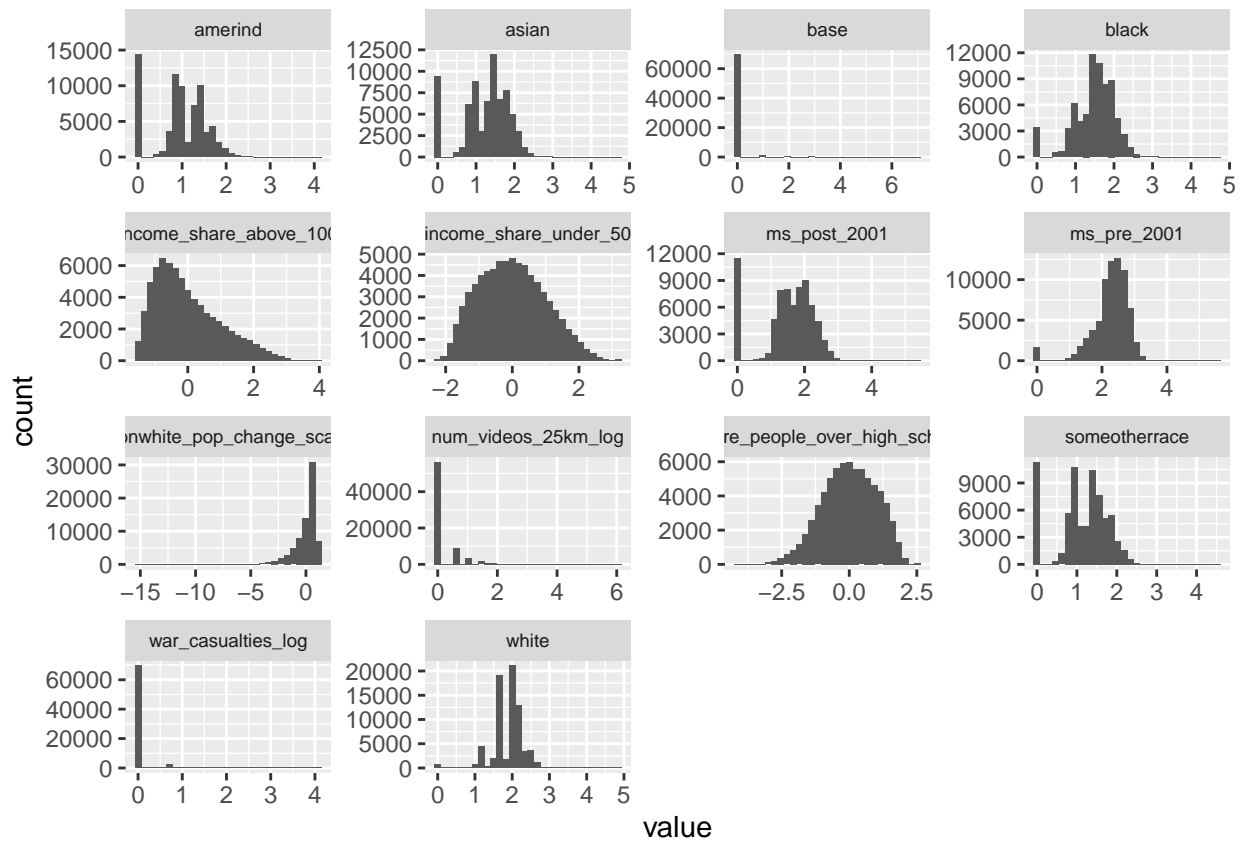 amerind
asian
base
black
15000
10000
5000
0
0 1 2 3 4
12500
10000
7500
5000
2500
0
0 1 2 3 4 5
60000
40000
20000
0
0 2 4 6
12000
9000
6000
3000
0
0 1 2 3 4 5
ncome_share_above_100
income_share_under_50
ms_post_2001
ms_pre_2001
6000
4000
2000
0
0 2 4
5000
4000
3000
2000
1000
0
−2 0 2
12000
9000
6000
3000
0
0 2 4
10000
5000
0
0 2 4
onwhite_pop_change_sca
num_videos_25km_log
re_people_over_high_sch
someotherrace
30000
20000
10000
0
−15 −10 −5 0
40000
20000
0
0 2 4 6
6000
4000
2000
0
−2.5 0.0 2.5
9000
6000
3000
0
0 1 2 3 4
war_casualties_log
white
60000
40000
20000
0
0 1 2 3 4
20000
15000
10000
5000
0
0 1 2 3 4 5
count
value